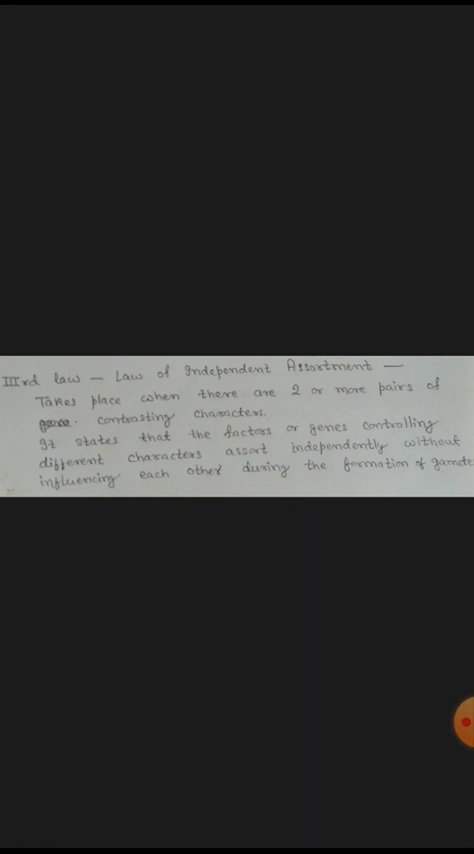 IIIrd law — Law of Independent Assortment —
Takes place when there are 2 or more pairs of
contrasting characters.
It states that the factors or genes controlling
different characters assort independently without
influencing each other during the formation of gamete